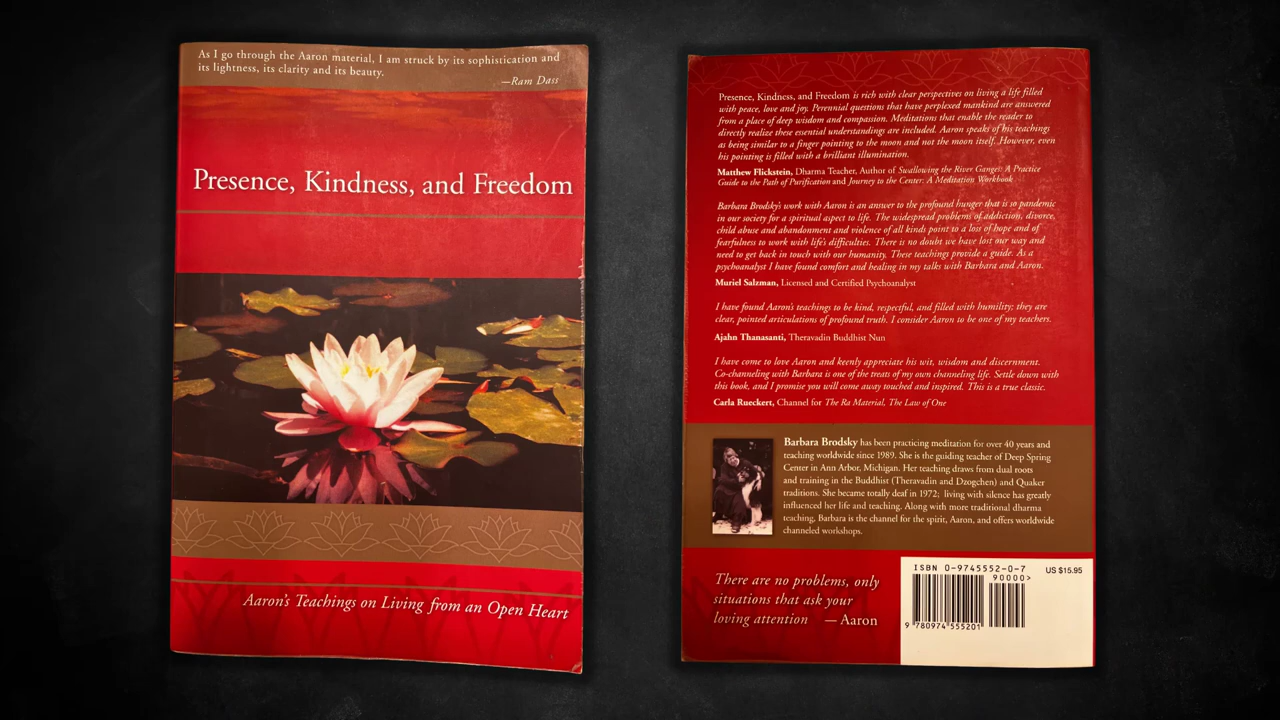 As I go through the Aaron material, I am struck by its sophistication and
its lightness, its clarity and its beauty.
—Ram Dass
Presence, Kindness, and Freedom
Aaron's Teachings on Living from an Open Heart
Presence, Kindness, and Freedom is rich with clear perspectives on living a life filled
with peace, love and joy. Perennial questions that have perplexed mankind are answered
from a place of deep wisdom and compassion. Meditations that enable the reader to
directly realize these essential understandings are included. Aaron speaks of his teachings
as being similar to a finger pointing to the moon and not the moon itself. However, even
his pointing is filled with a brilliant illumination.
Matthew Flickstein, Dharma Teacher, Author of Swallowing the River Ganges: A Practice
Guide to the Path of Purification and Journey to the Center: A Meditation Workbook
Barbara Brodsky's work with Aaron is an answer to the profound hunger that is so pandemic
in our society for a spiritual aspect to life. The widespread problems of addiction, divorce,
child abuse and abandonment and violence of all kinds point to a loss of hope and of
fearfulness to work with life's difficulties. There is no doubt we have lost our way and
need to get back in touch with our humanity. These teachings provide a guide. As a
psychoanalyst I have found comfort and healing in my talks with Barbara and Aaron.
Muriel Salzman, Licensed and Certified Psychoanalyst
I have found Aaron's teachings to be kind, respectful, and filled with humility; they are
clear, pointed articulations of profound truth. I consider Aaron to be one of my teachers.
Ajahn Thanasanti, Theravadin Buddhist Nun
I have come to love Aaron and keenly appreciate his wit, wisdom and discernment.
Co-channeling with Barbara is one of the treats of my own channeling life. Settle down with
this book, and I promise you will come away touched and inspired. This is a true classic.
Carla Rueckert, Channel for The Ra Material, The Law of One
Barbara Brodsky has been practicing meditation for over 40 years and
teaching worldwide since 1989. She is the guiding teacher of Deep Spring
Center in Ann Arbor, Michigan. Her teaching draws from dual roots
and training in the Buddhist (Theravadin and Dzogchen) and Quaker
traditions. She became totally deaf in 1972; living with silence has greatly
influenced her life and teaching. Along with more traditional dharma
teaching, Barbara is the channel for the spirit, Aaron, and offers worldwide
channeled workshops.
There are no problems, only
situations that ask your
loving attention — Aaron
ISBN 0-9745552-0-7
90000>
US $15.95
9 780974 555201